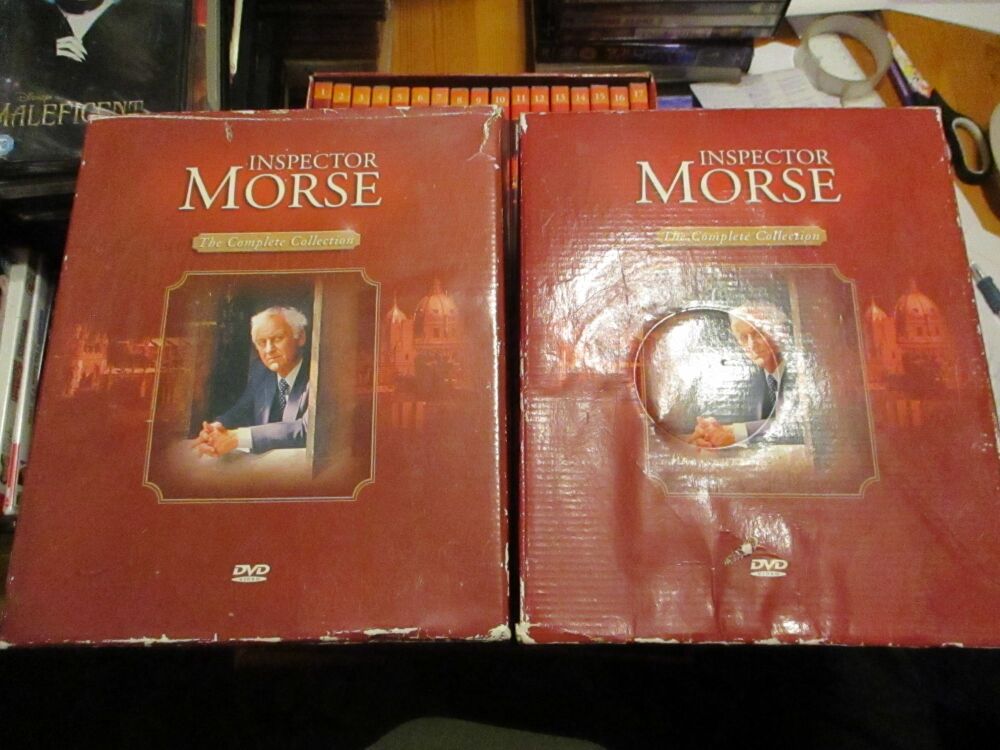 Disney
MALEFICENT
1 2 3 4 5 6 7 8 9 10 11 12 13 14 15 16 17
INSPECTOR
MORSE
The Complete Collection
DVD
VIDEO
INSPECTOR
MORSE
The Complete Collection
DVD
VIDEO